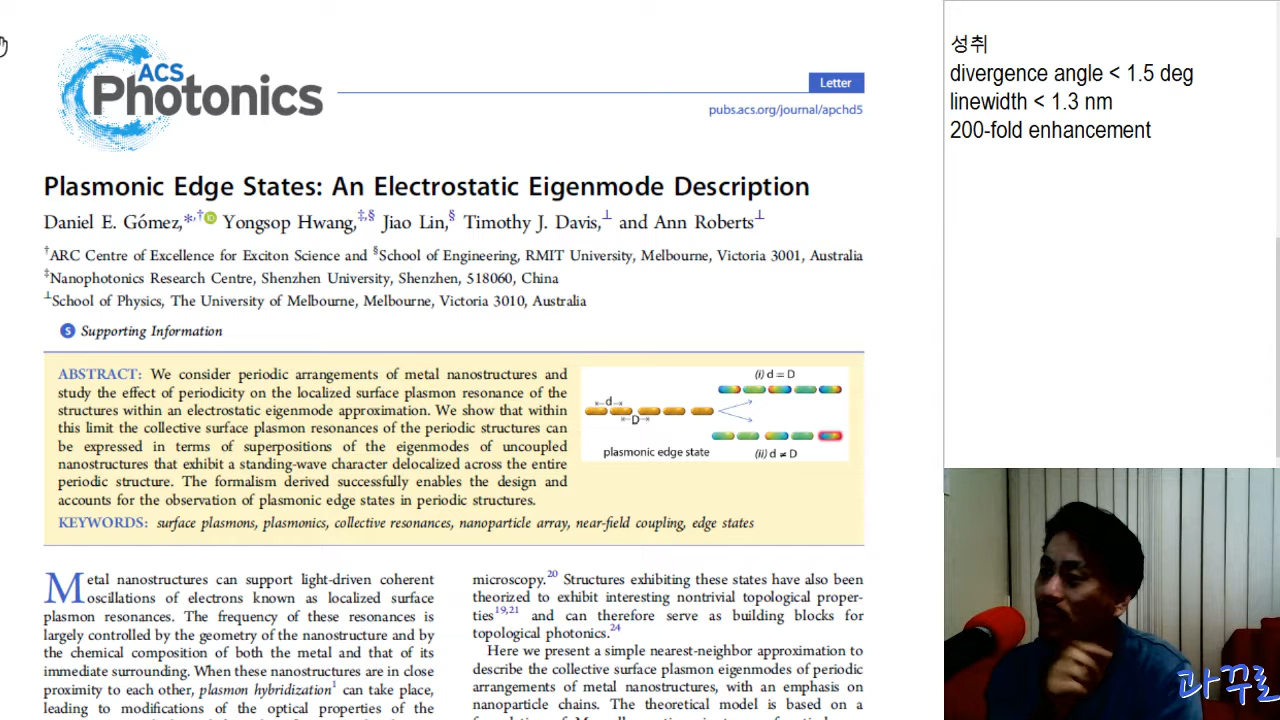 ACS
Photonics
Letter
pubs.acs.org/journal/apchd5
Plasmonic Edge States: An Electrostatic Eigenmode Description
Daniel E. Gómez,*,† Yongsop Hwang,‡,§ Jiao Lin,§ Timothy J. Davis,⊥ and Ann Roberts⊥
†ARC Centre of Excellence for Exciton Science and §School of Engineering, RMIT University, Melbourne, Victoria 3001, Australia
‡Nanophotonics Research Centre, Shenzhen University, Shenzhen, 518060, China
⊥School of Physics, The University of Melbourne, Melbourne, Victoria 3010, Australia
S Supporting Information
ABSTRACT: We consider periodic arrangements of metal nanostructures and
study the effect of periodicity on the localized surface plasmon resonance of the
structures within an electrostatic eigenmode approximation. We show that within
this limit the collective surface plasmon resonances of the periodic structures can
be expressed in terms of superpositions of the eigenmodes of uncoupled
nanostructures that exhibit a standing-wave character delocalized across the entire
periodic structure. The formalism derived successfully enables the design and
accounts for the observation of plasmonic edge states in periodic structures.
(i) d = D
d
D
plasmonic edge state
(ii) d ≠ D
KEYWORDS: surface plasmons, plasmonics, collective resonances, nanoparticle array, near-field coupling, edge states
Metal nanostructures can support light-driven coherent
oscillations of electrons known as localized surface
plasmon resonances. The frequency of these resonances is
largely controlled by the geometry of the nanostructure and by
the chemical composition of both the metal and that of its
immediate surrounding. When these nanostructures are in close
proximity to each other, plasmon hybridization1 can take place,
leading to modifications of the optical properties of the
microscopy.20 Structures exhibiting these states have also been
theorized to exhibit interesting nontrivial topological proper-
ties19,21 and can therefore serve as building blocks for
topological photonics.24
Here we present a simple nearest-neighbor approximation to
describe the collective surface plasmon eigenmodes of periodic
arrangements of metal nanostructures, with an emphasis on
nanoparticle chains. The theoretical model is based on a
성취
divergence angle < 1.5 deg
linewidth < 1.3 nm
200-fold enhancement
과꾸로